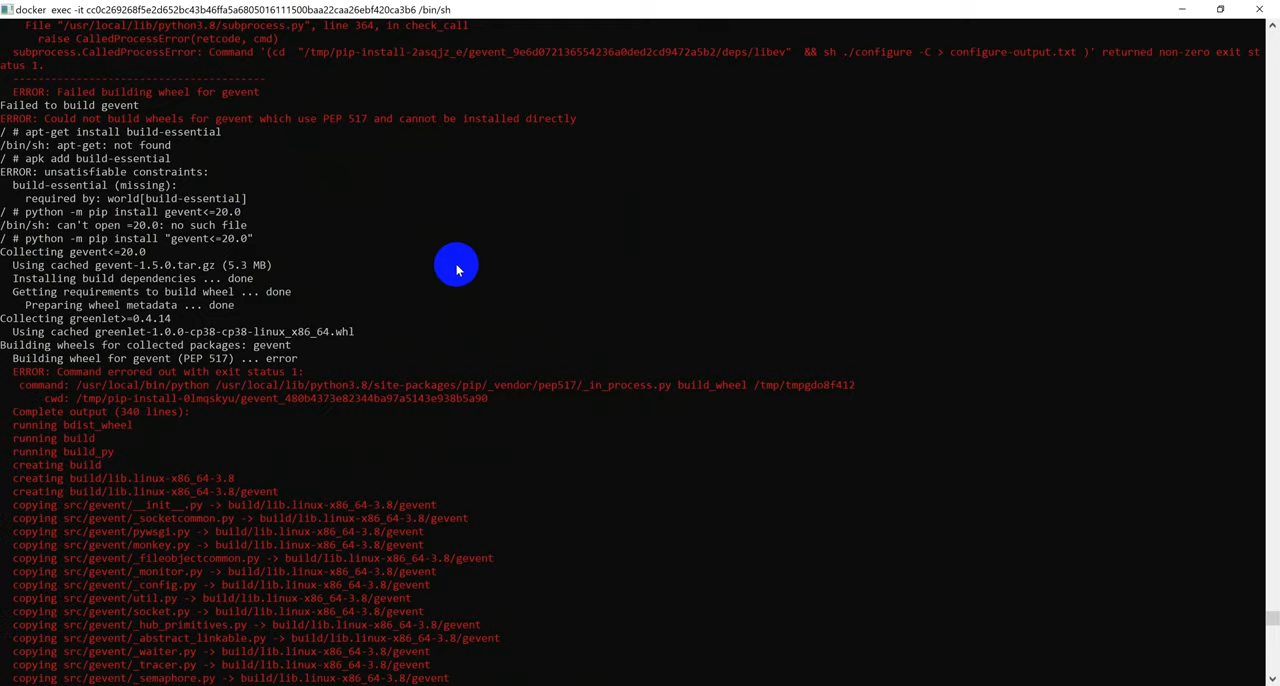 docker exec -it cc0c269268f5e2d652bc43b46ffa5a6805016111500baa22caa26ebf420ca3b6 /bin/sh
File "/usr/local/lib/python3.8/subprocess.py", line 364, in check_call
raise CalledProcessError(retcode, cmd)
subprocess.CalledProcessError: Command '(cd  "/tmp/pip-install-2asqjz_e/gevent_9e6d072136554236a0ded2cd9472a5b2/deps/libev"  && sh ./configure -C > configure-output.txt )' returned non-zero exit st
atus 1.
----------------------------------------
ERROR: Failed building wheel for gevent
Failed to build gevent
ERROR: Could not build wheels for gevent which use PEP 517 and cannot be installed directly
/ # apt-get install build-essential
/bin/sh: apt-get: not found
/ # apk add build-essential
ERROR: unsatisfiable constraints:
build-essential (missing):
required by: world[build-essential]
/ # python -m pip install gevent<=20.0
/bin/sh: can't open =20.0: no such file
/ # python -m pip install "gevent<=20.0"
Collecting gevent<=20.0
Using cached gevent-1.5.0.tar.gz (5.3 MB)
Installing build dependencies ... done
Getting requirements to build wheel ... done
Preparing wheel metadata ... done
Collecting greenlet>=0.4.14
Using cached greenlet-1.0.0-cp38-cp38-linux_x86_64.whl
Building wheels for collected packages: gevent
Building wheel for gevent (PEP 517) ... error
ERROR: Command errored out with exit status 1:
command: /usr/local/bin/python /usr/local/lib/python3.8/site-packages/pip/_vendor/pep517/_in_process.py build_wheel /tmp/tmpgdo8f412
cwd: /tmp/pip-install-0lmqskyu/gevent_480b4373e82344ba97a5143e938b5a90
Complete output (340 lines):
running bdist_wheel
running build
running build_py
creating build
creating build/lib.linux-x86_64-3.8
creating build/lib.linux-x86_64-3.8/gevent
copying src/gevent/__init__.py -> build/lib.linux-x86_64-3.8/gevent
copying src/gevent/_socketcommon.py -> build/lib.linux-x86_64-3.8/gevent
copying src/gevent/pywsgi.py -> build/lib.linux-x86_64-3.8/gevent
copying src/gevent/monkey.py -> build/lib.linux-x86_64-3.8/gevent
copying src/gevent/_fileobjectcommon.py -> build/lib.linux-x86_64-3.8/gevent
copying src/gevent/_monitor.py -> build/lib.linux-x86_64-3.8/gevent
copying src/gevent/_config.py -> build/lib.linux-x86_64-3.8/gevent
copying src/gevent/util.py -> build/lib.linux-x86_64-3.8/gevent
copying src/gevent/socket.py -> build/lib.linux-x86_64-3.8/gevent
copying src/gevent/_hub_primitives.py -> build/lib.linux-x86_64-3.8/gevent
copying src/gevent/_abstract_linkable.py -> build/lib.linux-x86_64-3.8/gevent
copying src/gevent/_waiter.py -> build/lib.linux-x86_64-3.8/gevent
copying src/gevent/_tracer.py -> build/lib.linux-x86_64-3.8/gevent
copying src/gevent/_semaphore.py -> build/lib.linux-x86_64-3.8/gevent